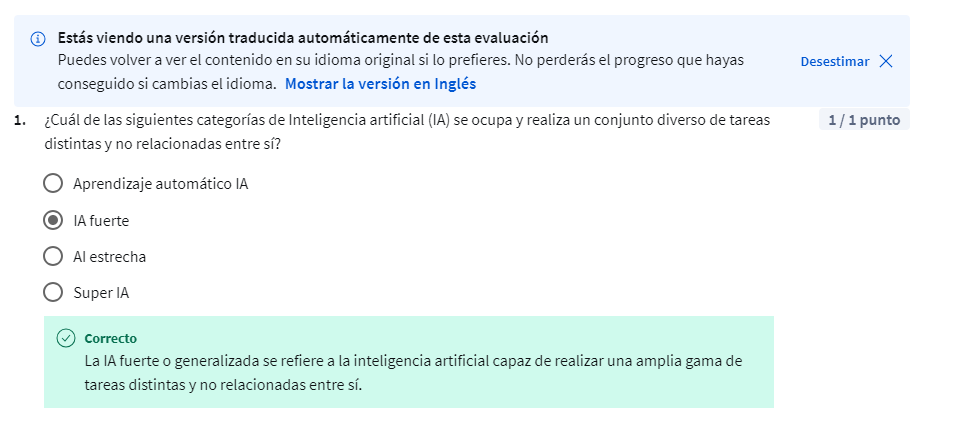 Estás viendo una versión traducida automáticamente de esta evaluación
Puedes volver a ver el contenido en su idioma original si lo prefieres. No perderás el progreso que hayas
conseguido si cambias el idioma. Mostrar la versión en Inglés
Desestimar
1. ¿Cuál de las siguientes categorías de Inteligencia artificial (IA) se ocupa y realiza un conjunto diverso de tareas
distintas y no relacionadas entre sí?
1 / 1 punto
Aprendizaje automático IA
IA fuerte
AI estrecha
Super IA
Correcto
La IA fuerte o generalizada se refiere a la inteligencia artificial capaz de realizar una amplia gama de
tareas distintas y no relacionadas entre sí.